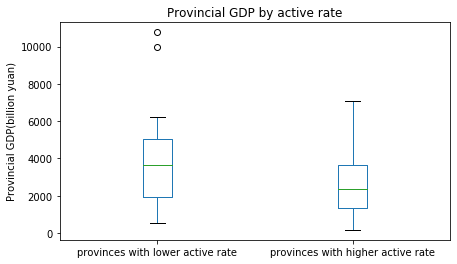 Provincial GDP by active rate
Provincial GDP(billion yuan)
10000
8000
6000
4000
2000
0
provinces with lower active rate
provinces with higher active rate